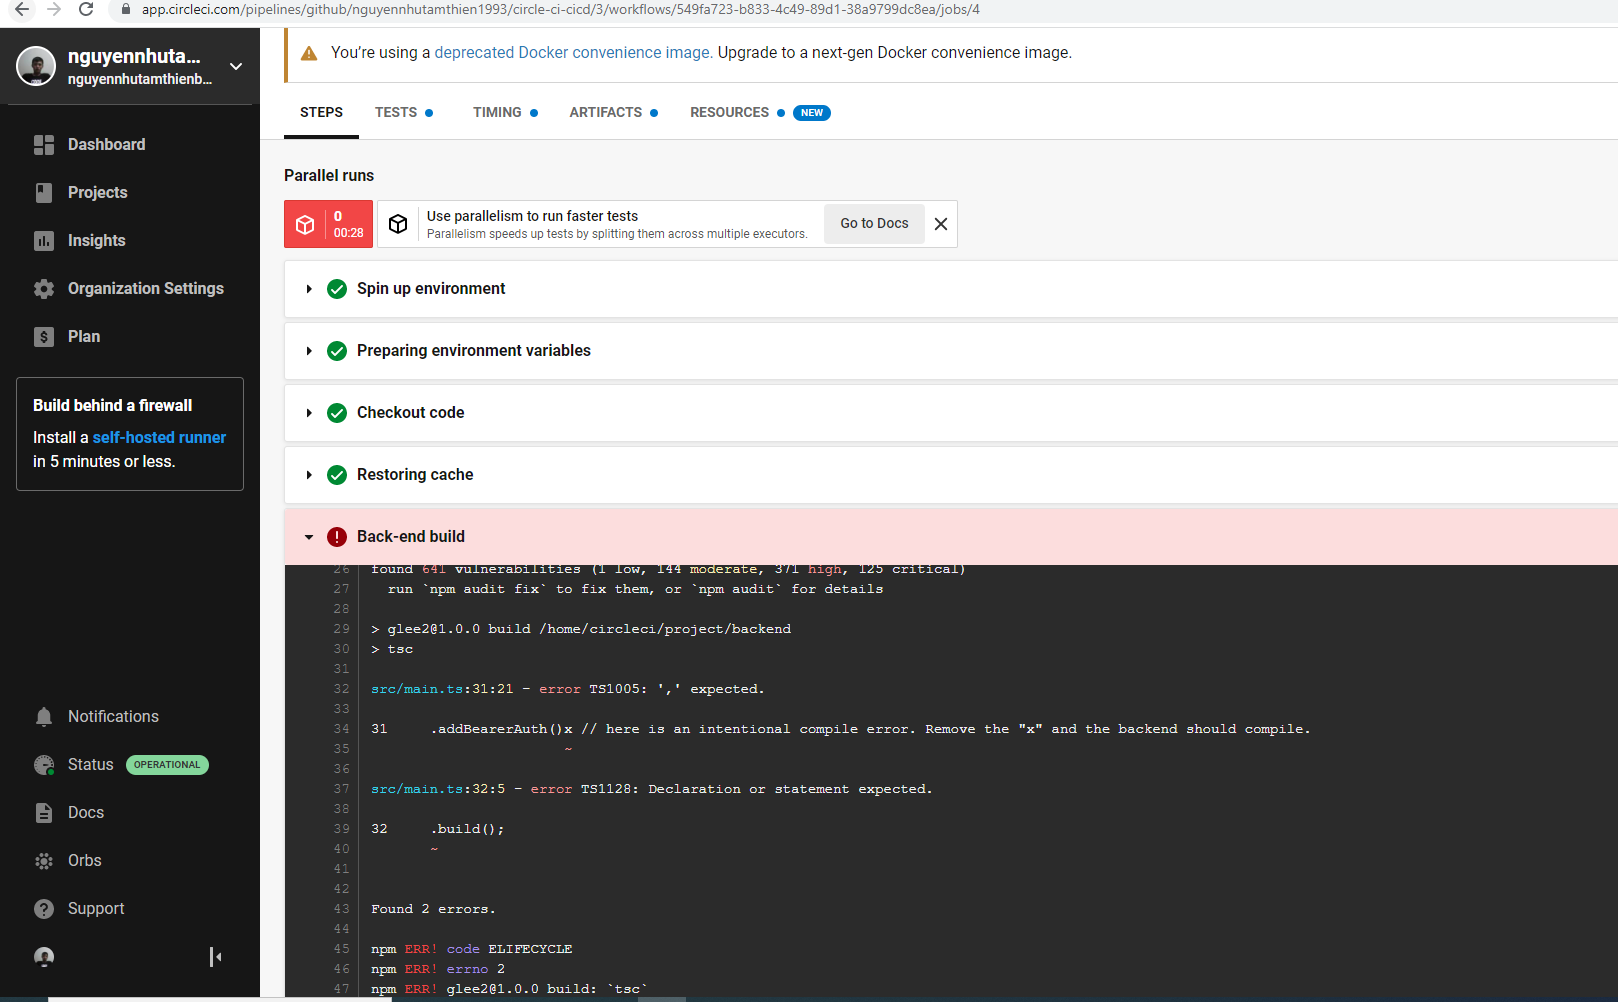 app.circleci.com/pipelines/github/nguyennhutamthien1993/circle-ci-cicd/3/workflows/549fa723-b833-4c49-89d1-38a9799dc8ea/jobs/4
nguyennhuta...
nguyennhutamthienb...
Dashboard
Projects
Insights
Organization Settings
Plan
Build behind a firewall
Install a self-hosted runner
in 5 minutes or less.
Notifications
Status OPERATIONAL
Docs
Orbs
Support
You’re using a deprecated Docker convenience image. Upgrade to a next-gen Docker convenience image.
STEPS TESTS TIMING ARTIFACTS RESOURCES NEW
Parallel runs
0
00:28
Use parallelism to run faster tests
Parallelism speeds up tests by splitting them across multiple executors.
Go to Docs
Spin up environment
Preparing environment variables
Checkout code
Restoring cache
Back-end build
26 found 641 vulnerabilities (1 low, 144 moderate, 371 high, 125 critical)
27 run `npm audit fix` to fix them, or `npm audit` for details
28
29 > glee2@1.0.0 build /home/circleci/project/backend
30 > tsc
31
32 src/main.ts:31:21 - error TS1005: ',' expected.
33
34 31 .addBearerAuth()x // here is an intentional compile error. Remove the "x" and the backend should compile.
35 ~
36
37 src/main.ts:32:5 - error TS1128: Declaration or statement expected.
38
39 32 .build();
40 ~
41
42
43 Found 2 errors.
44
45 npm ERR! code ELIFECYCLE
46 npm ERR! errno 2
47 npm ERR! glee2@1.0.0 build: `tsc`